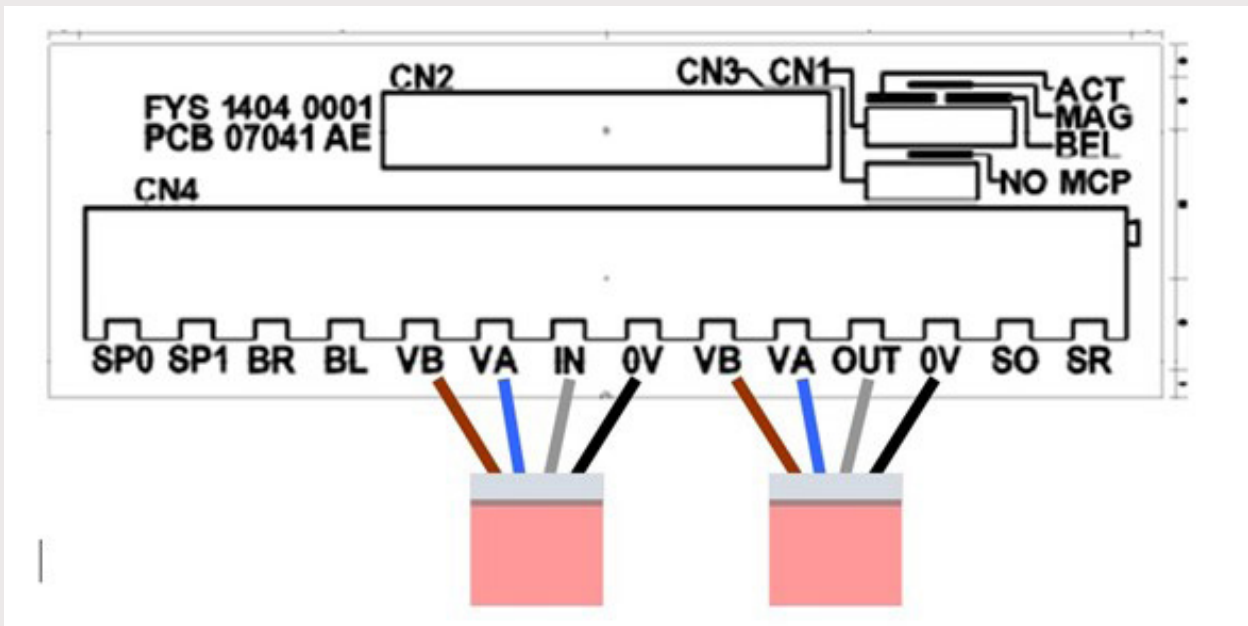 CN2
CN3 CN1
ACT
FYS 1404 0001
MAG
PCB 07041 AE
BEL
NO MCP
CN4
SP0 SP1 BR BL VB VA IN 0V VB VA OUT 0V SO SR